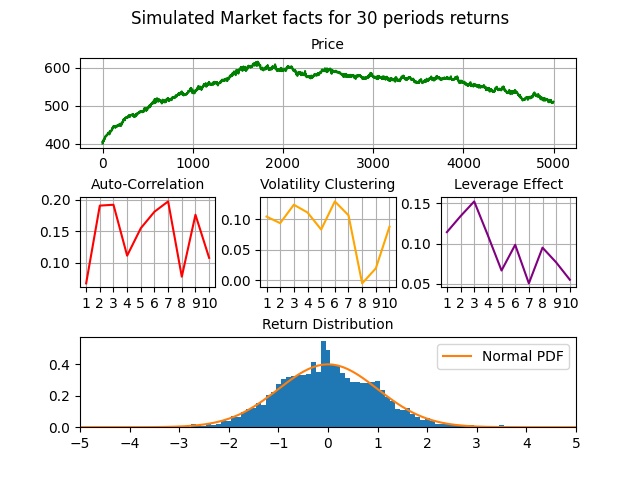 Simulated Market facts for 30 periods returns
Price
600
500
400
0 1000 2000 3000 4000 5000
Auto-Correlation Volatility Clustering Leverage Effect
0.20
0.15
0.10
1 2 3 4 5 6 7 8 9 10
0.10
0.05
0.00
1 2 3 4 5 6 7 8 9 10
0.15
0.10
0.05
1 2 3 4 5 6 7 8 9 10
Return Distribution
0.4
0.2
0.0
Normal PDF
−5 −4 −3 −2 −1 0 1 2 3 4 5